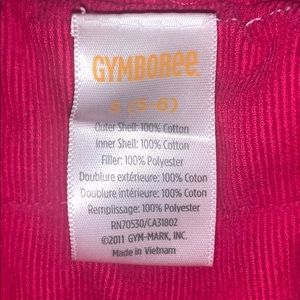 GYMBOREE
S (5-6)
Outer Shell: 100% Cotton
Inner Shell: 100% Cotton
Filler: 100% Polyester
Doublure extérieure: 100% Coton
Doublure intérieure: 100% Coton
Remplissage: 100% Polyester
RN70530/CA31802
©2011 GYM-MARK, INC.
Made in Vietnam